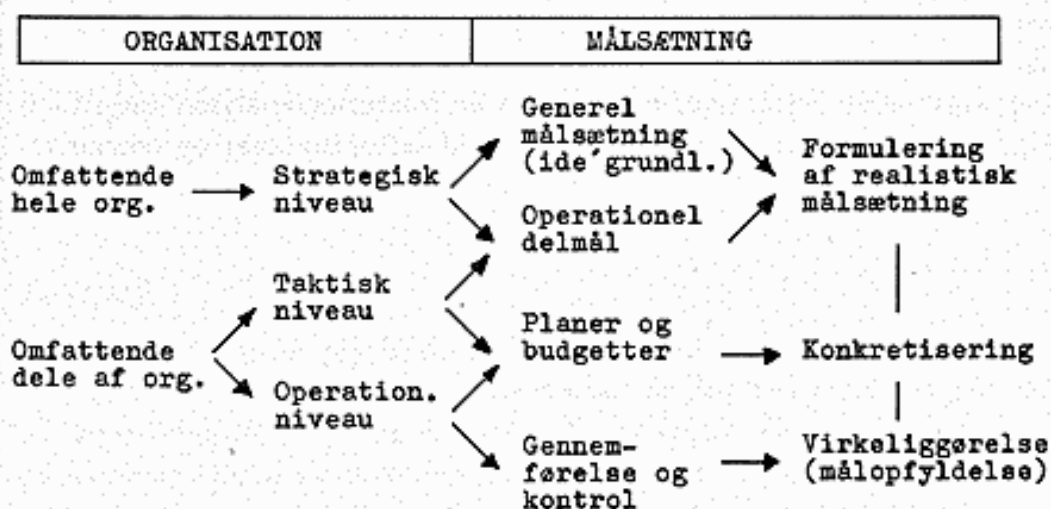 ORGANISATION MÅLSÆTNING
Generel
målsætning
(ide´grundl.)
Formulering
af realistisk
målsætning
Omfattende
hele org.
Strategisk
niveau
Operationel
delmål
Taktisk
niveau
Planer og
budgetter
Konkretisering
Omfattende
dele af org.
Operation.
niveau
Gennem-
førelse og
kontrol
Virkeliggørelse
(målopfyldelse)